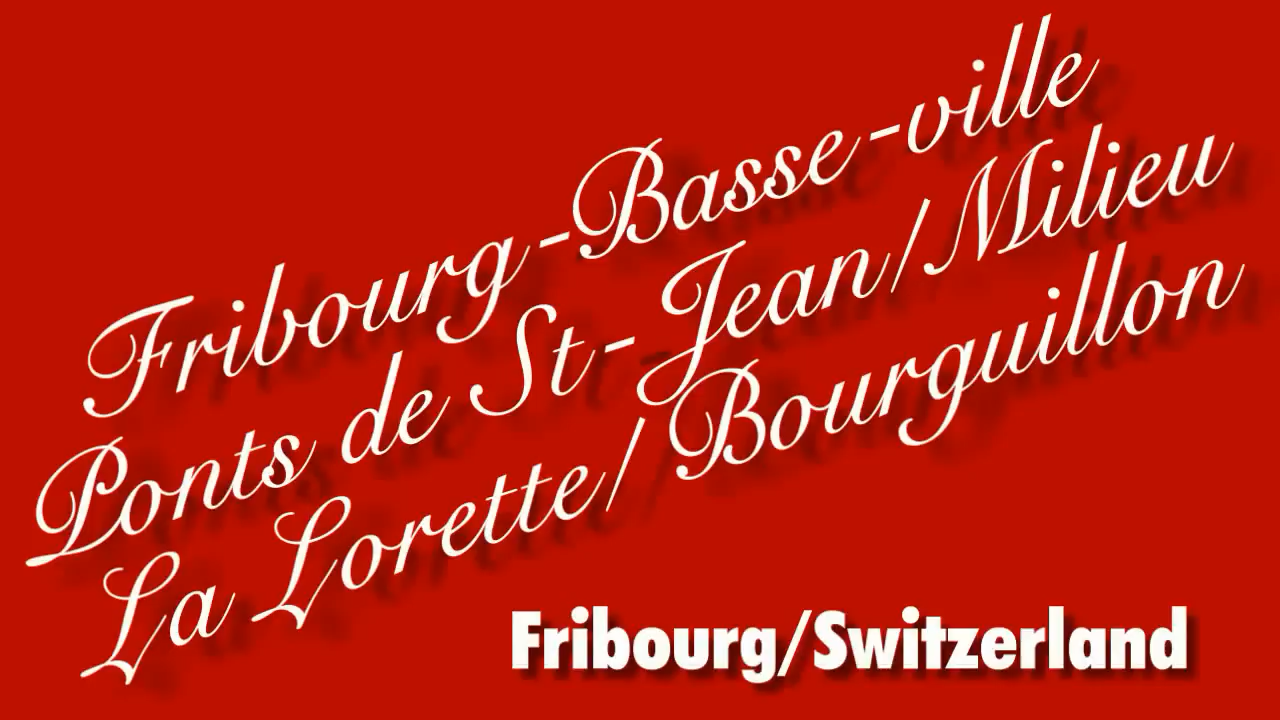 Fribourg-Basse-ville
Ponts de St-Jean/Milieu
La Lorette/Bourguillon
Fribourg/Switzerland